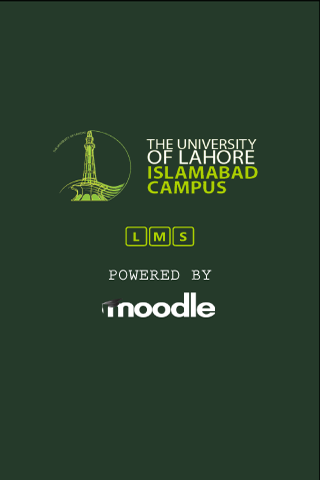 THE UNIVERSITY
OF LAHORE
ISLAMABAD
CAMPUS
LMS
POWERED BY
moodle